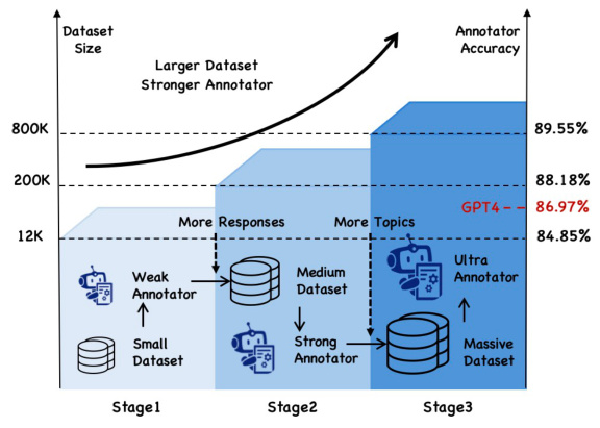 Dataset
Size
Annotator
Accuracy
Larger Dataset
Stronger Annotator
800K
89.55%
200K
88.18%
GPT4
86.97%
More Responses
More Topics
12K
84.85%
Weak
Annotator
Medium
Dataset
Ultra
Annotator
Small
Dataset
Strong
Annotator
Massive
Dataset
Stage1
Stage2
Stage3